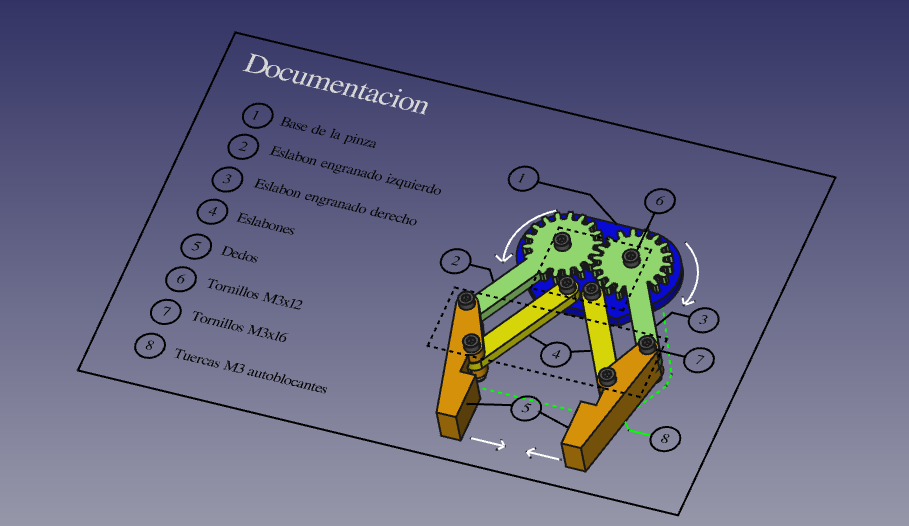 Documentacion
1 Base de la pinza
2 Eslabon engranado izquierdo
3 Eslabon engranado derecho
4 Eslabones
5 Dedos
6 Tornillos M3x12
7 Tornillos M3x16
8 Tuercas M3 autoblocantes
1
6
2
3
4
7
5
8